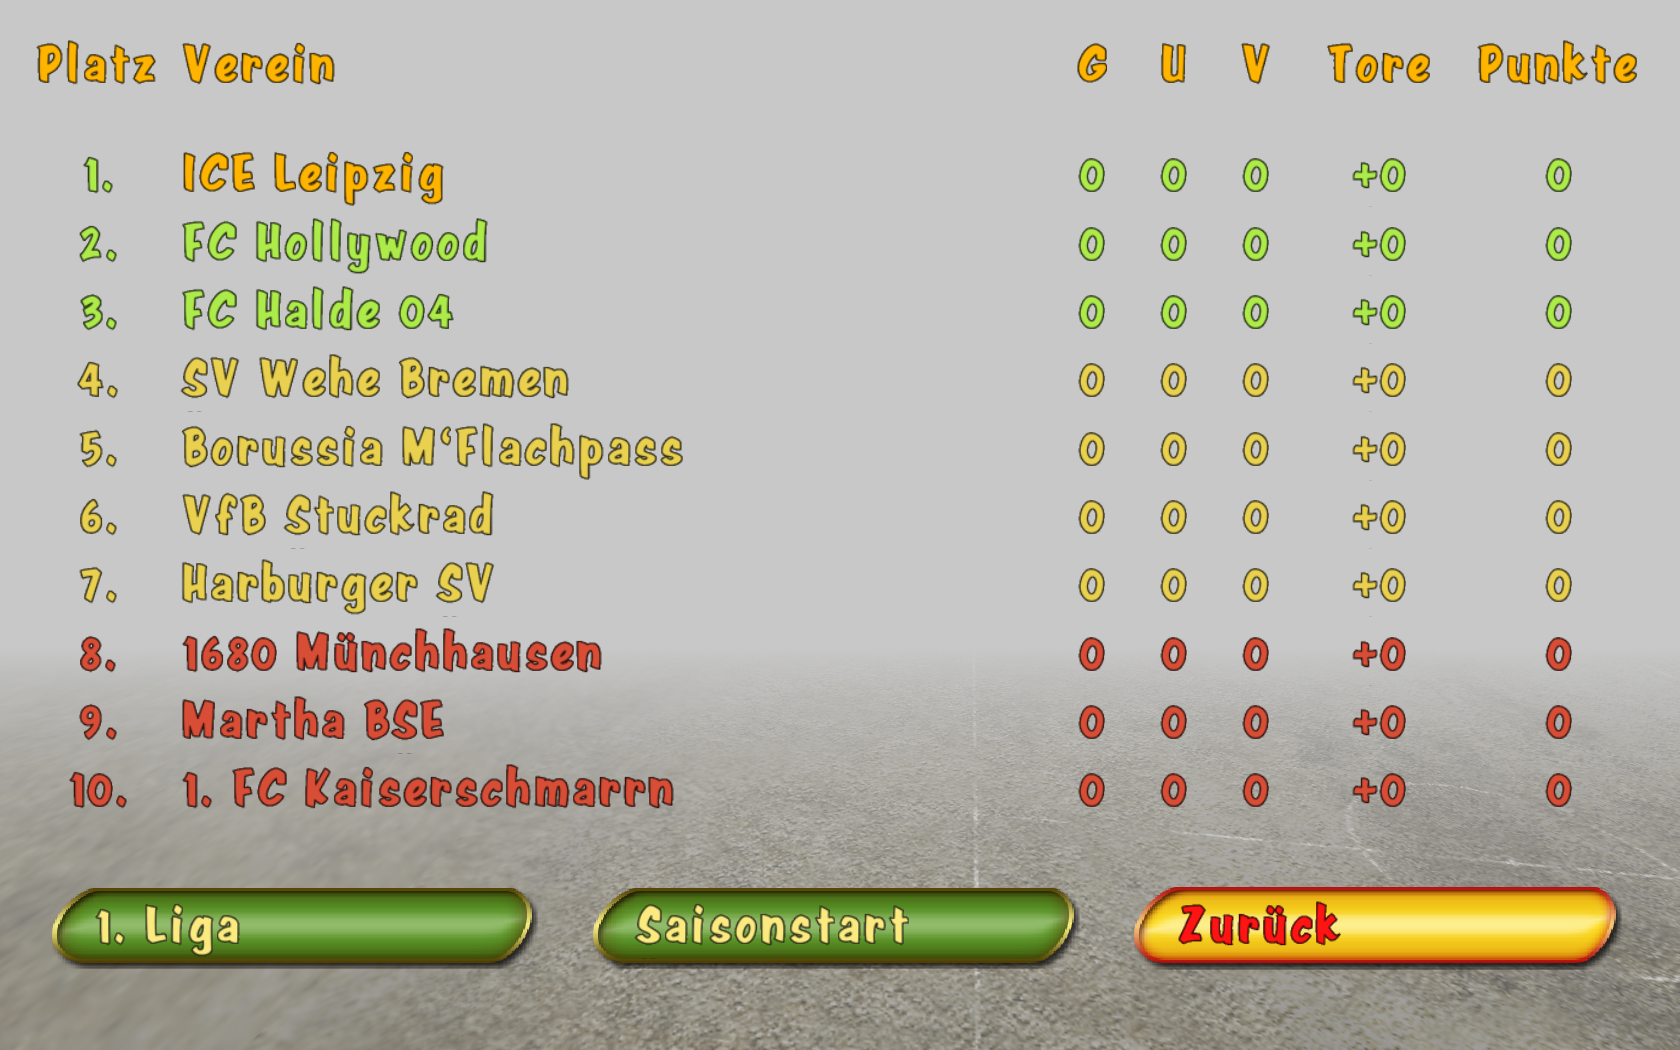 Platz Verein G U V Tore Punkte
1. ICE Leipzig 0 0 0 +0 0
2. FC Hollywood 0 0 0 +0 0
3. FC Halde 04 0 0 0 +0 0
4. SV Wehe Bremen 0 0 0 +0 0
5. Borussia M‘Flachpass 0 0 0 +0 0
6. VfB Stuckrad 0 0 0 +0 0
7. Harburger SV 0 0 0 +0 0
8. 1680 Münchhausen 0 0 0 +0 0
9. Martha BSE 0 0 0 +0 0
10. 1. FC Kaiserschmarrn 0 0 0 +0 0
1. Liga Saisonstart Zurück